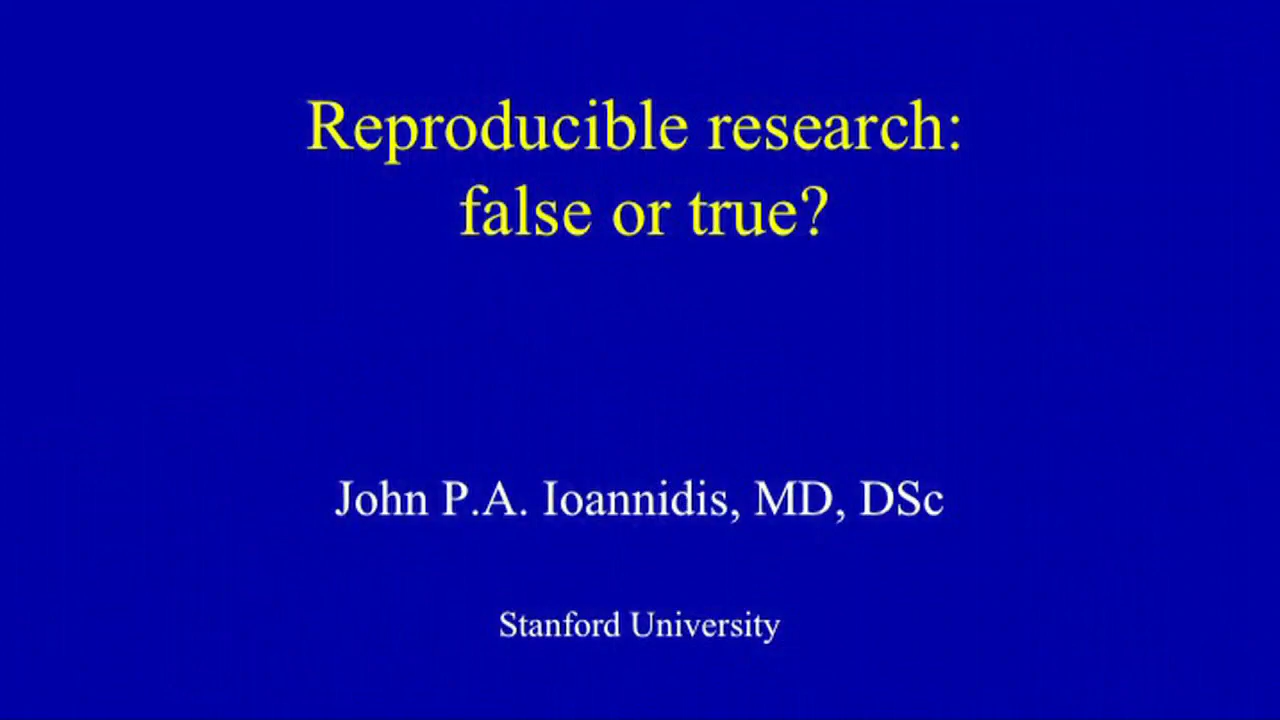 Reproducible research:
false or true?
John P.A. Ioannidis, MD, DSc
Stanford University